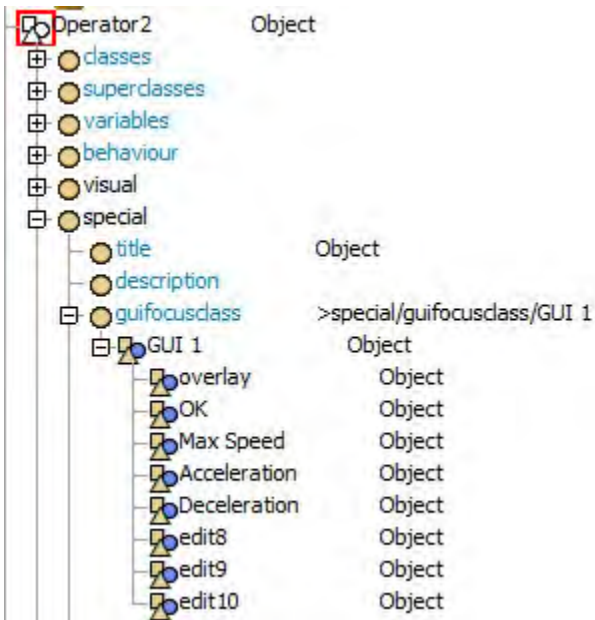 Operator2 Object
classes
superclasses
variables
behaviour
visual
special
title Object
description
guifocusclass >special/guifocusclass/GUI 1
GUI 1 Object
overlay Object
OK Object
Max Speed Object
Acceleration Object
Deceleration Object
edit8 Object
edit9 Object
edit10 Object